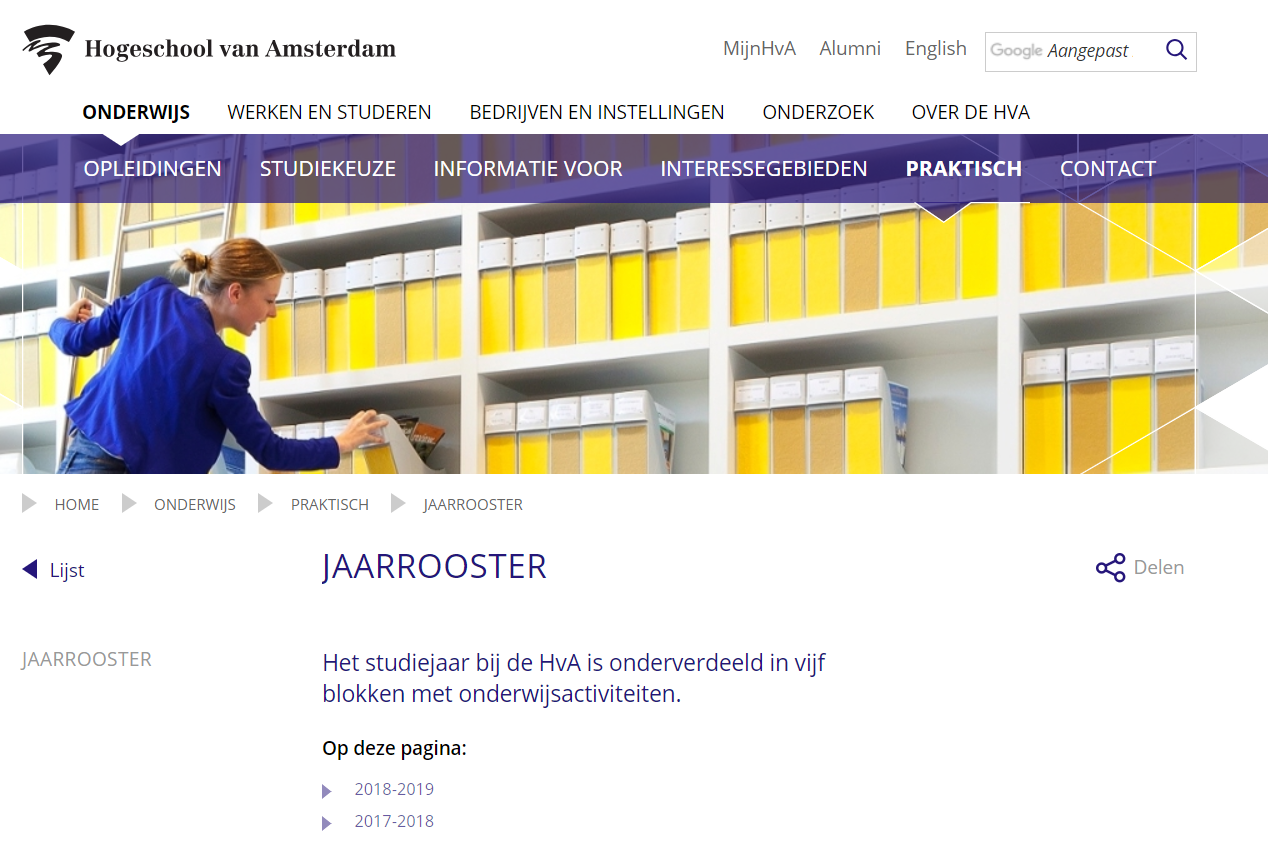 Hogeschool van Amsterdam
MijnHvA Alumni English Google Aangepast
ONDERWIJS WERKEN EN STUDEREN BEDRIJVEN EN INSTELLINGEN ONDERZOEK OVER DE HVA
OPLEIDINGEN STUDIEKEUZE INFORMATIE VOOR INTERESSEGEBIEDEN PRAKTISCH CONTACT
HOME ONDERWIJS PRAKTISCH JAARROOSTER
Lijst
JAARROOSTER
Delen
JAARROOSTER
Het studiejaar bij de HvA is onderverdeeld in vijf
blokken met onderwijsactiviteiten.
Op deze pagina:
2018-2019
2017-2018